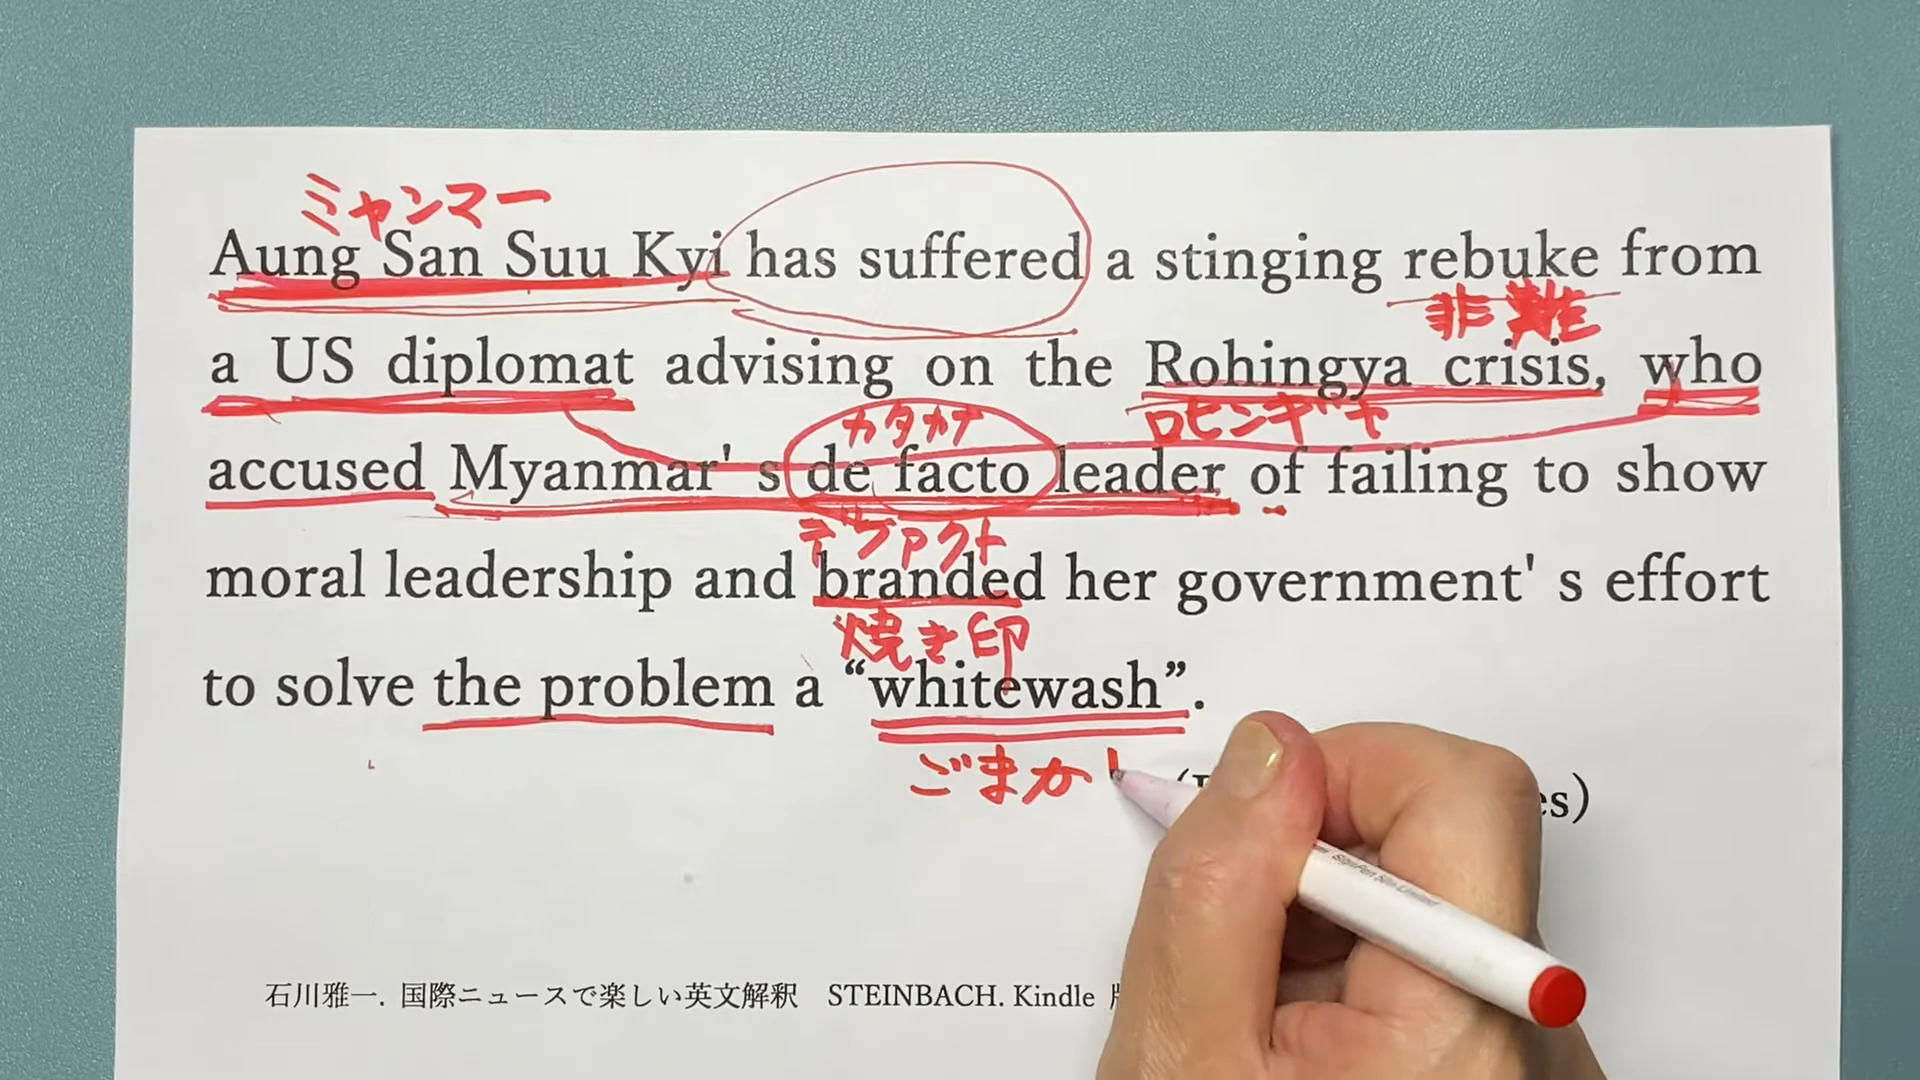 ミャンマー
Aung San Suu Kyi has suffered a stinging rebuke from
非難
a US diplomat advising on the Rohingya crisis, who
カタカナ ロヒンギャ
accused Myanmar's de facto leader of failing to show
デファクト
moral leadership and branded her government's effort
焼き印
to solve the problem a “whitewash”.
ごまか
es)
石川雅一. 国際ニュースで楽しい英文解釈 STEINBACH. Kindle